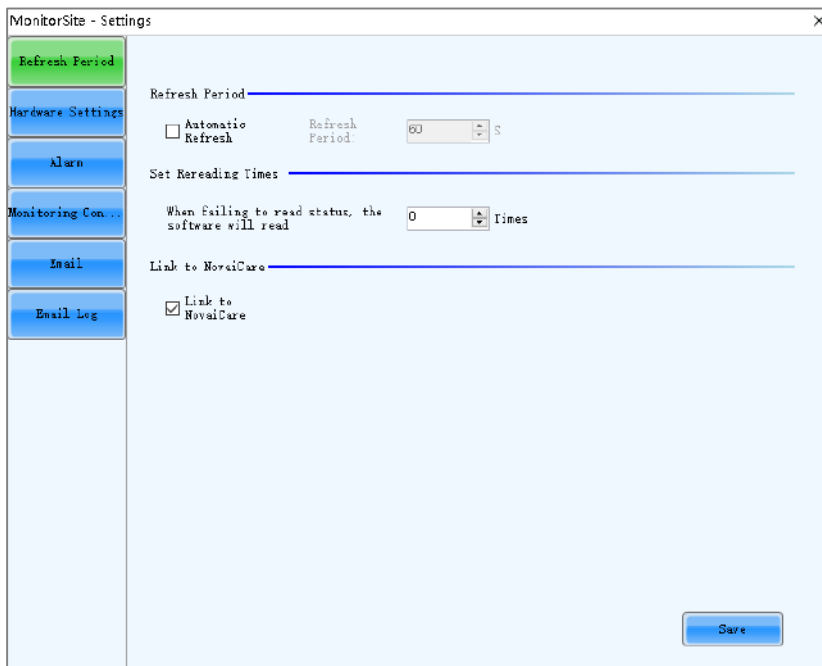 MonitorSite - Settings
Refresh Period
Hardware Settings
Alarm
Monitoring Con...
Email
Email Log
Refresh Period
Automatic
Refresh
Refresh
Period:
60
S
Set Rereading Times
When failing to read status, the
software will read
0
Times
Link to NovaiCare
Link to
NovaiCare
Save